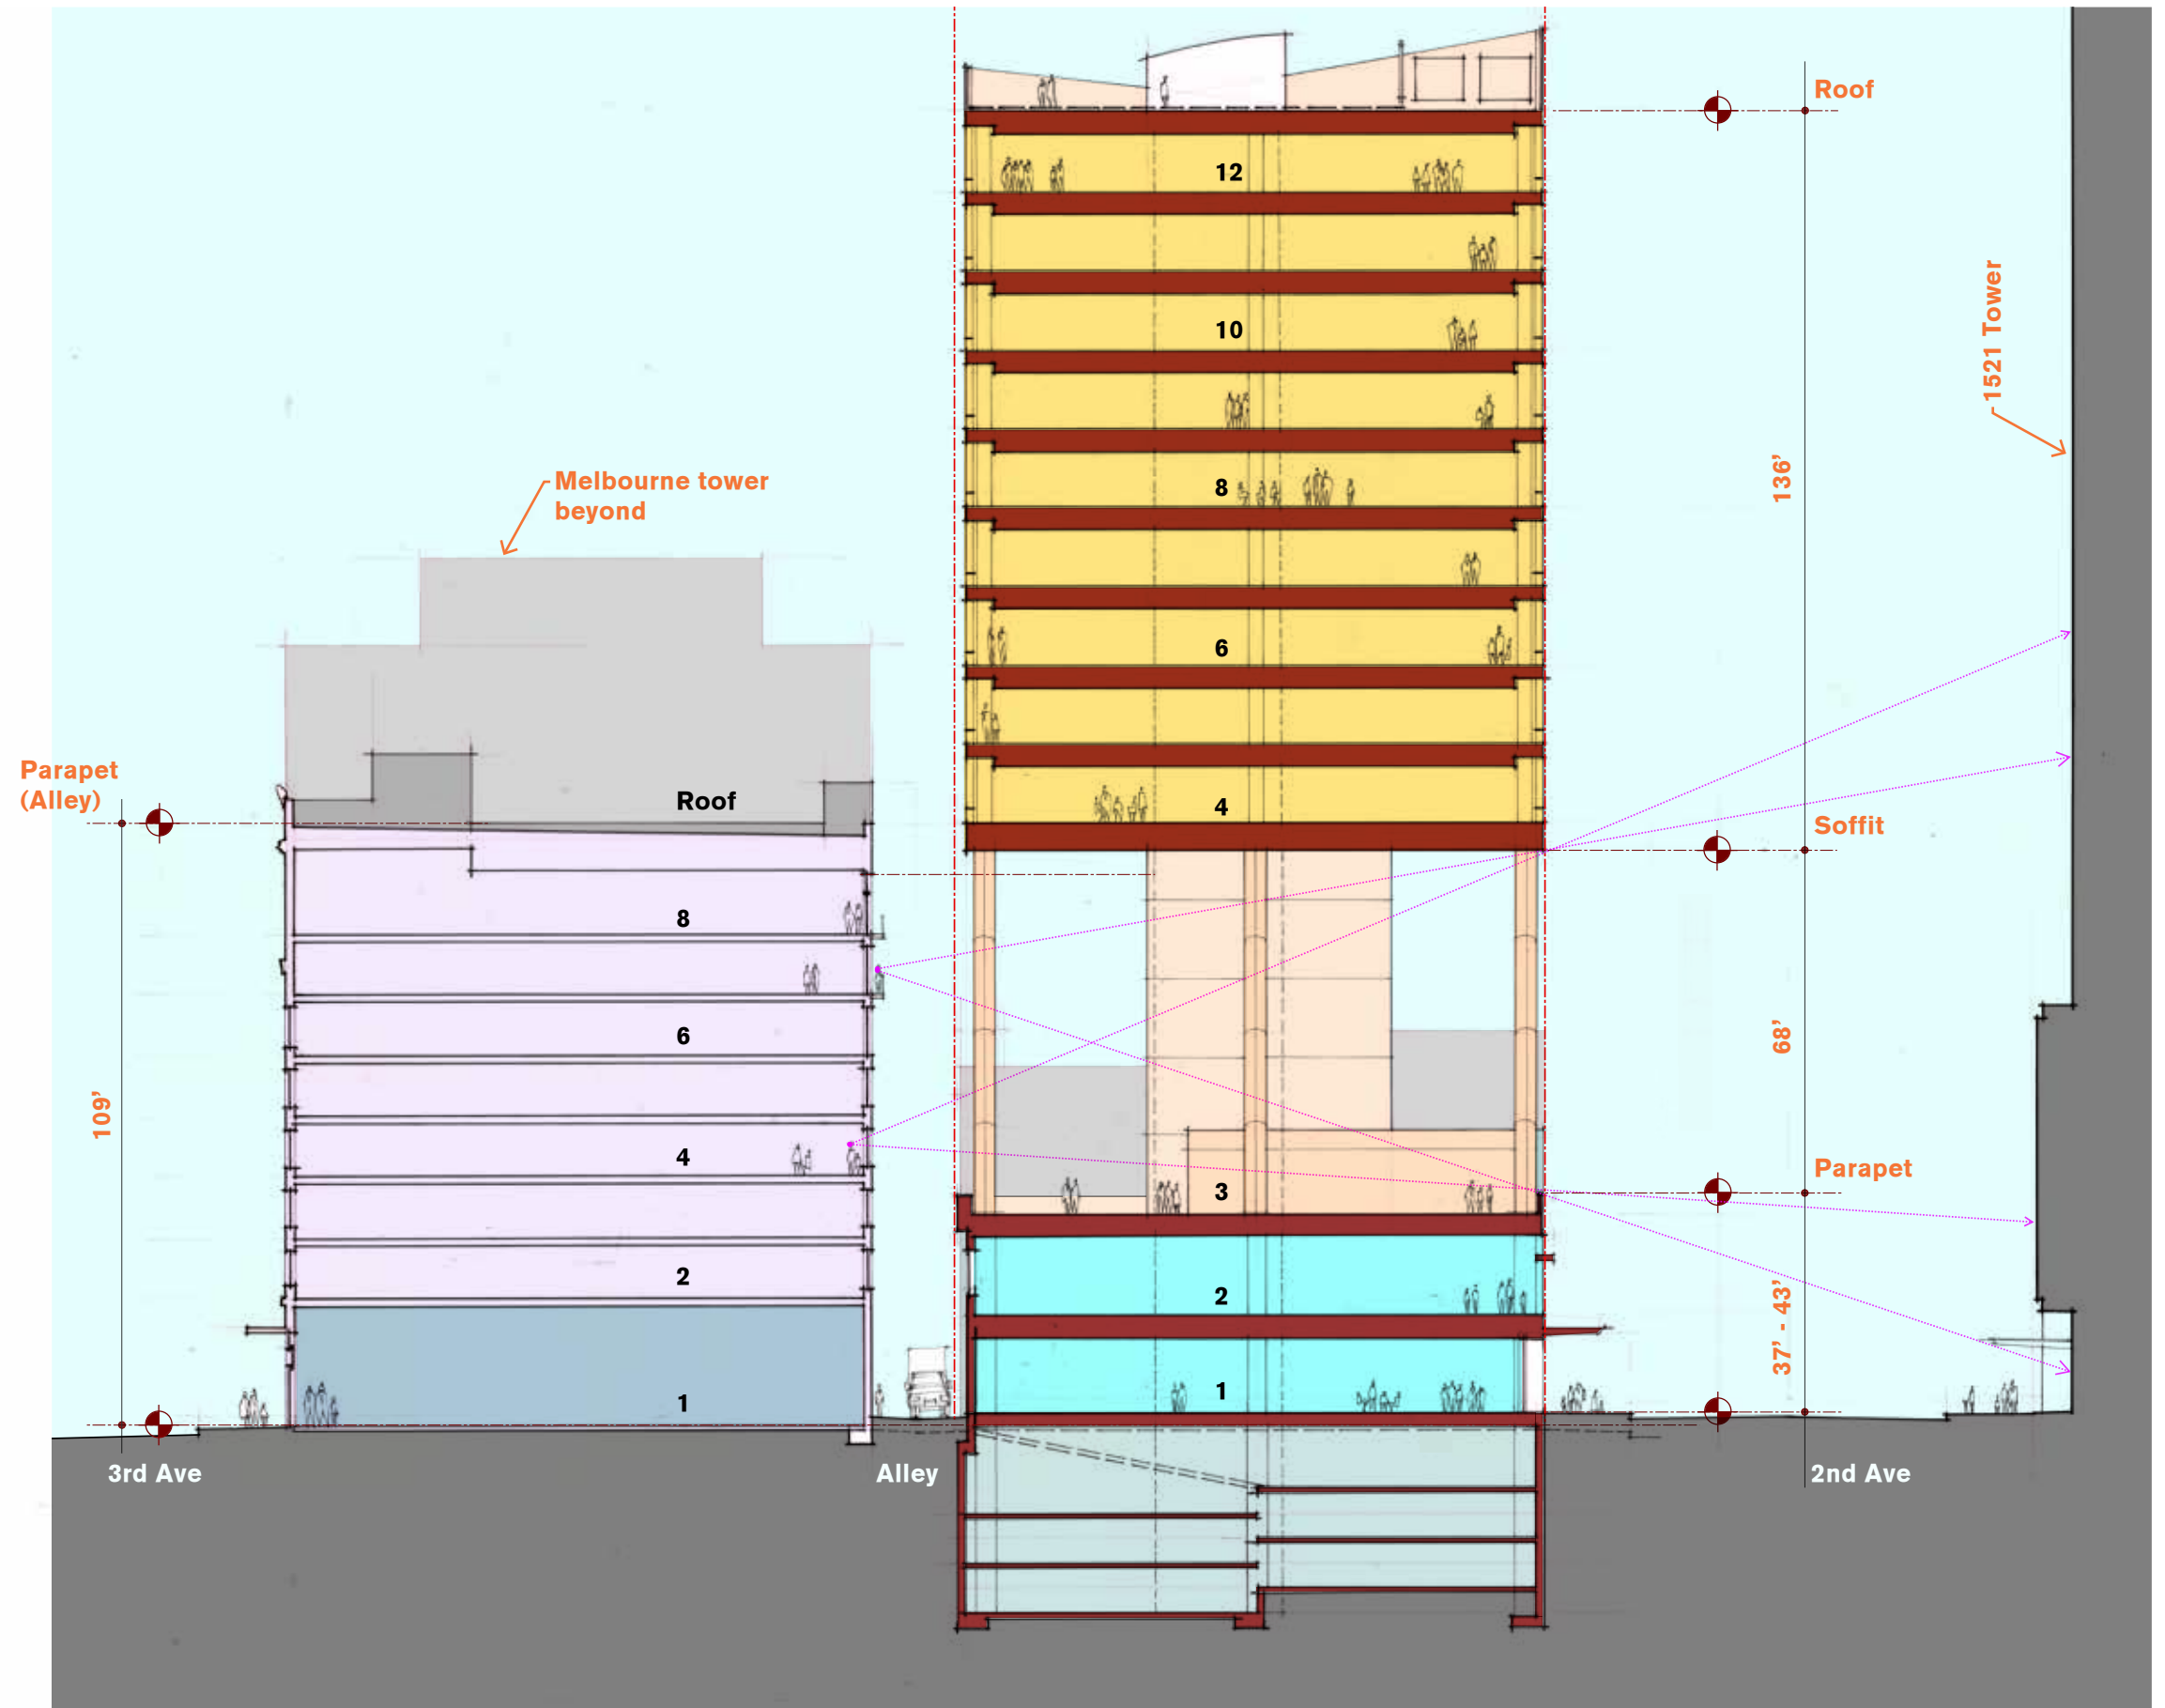 Roof
12
10
8
6
4
3
2
1
Melbourne tower
beyond
Parapet
(Alley)
Roof
8
6
4
2
1
109’
3rd Ave
Alley
2nd Ave
1521 Tower
136’
Soffit
68’
Parapet
37’ - 43’